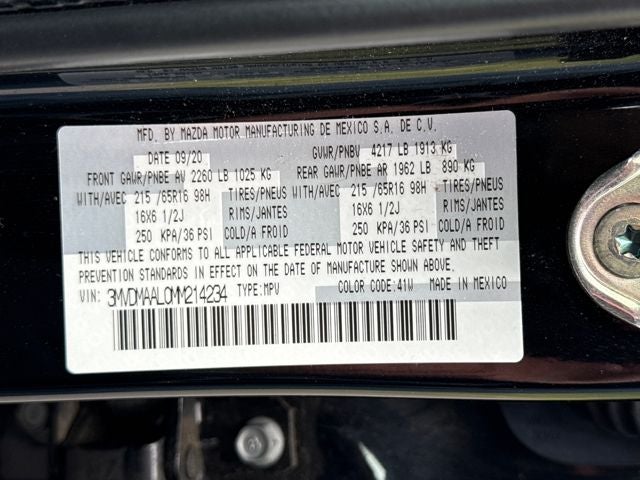 MFD. BY MAZDA MOTOR MANUFACTURING DE MEXICO S.A. DE C.V.
DATE 09/20 GVWR/PNBV 4217 LB 1913 KG
FRONT GAWR/PNBE AV 2260 LB 1025 KG REAR GAWR/PNBE AR 1962 LB 890 KG
WITH/AVEC 215 /65R16 98H TIRES/PNEUS WITH/AVEC 215 /65R16 98H TIRES/PNEUS
16X6 1/2J RIMS/JANTES 16X6 1/2J RIMS/JANTES
250 KPA/36 PSI COLD/A FROID 250 KPA/36 PSI COLD/A FROID
THIS VEHICLE CONFORMS TO ALL APPLICABLE FEDERAL MOTOR VEHICLE SAFETY AND THEFT
PREVENTION STANDARDS IN EFFECT ON THE DATE OF MANUFACTURE SHOWN ABOVE.
VIN: 3MVDMAAL0MM214234 TYPE:MPV COLOR CODE:41W MADE IN MEXICO